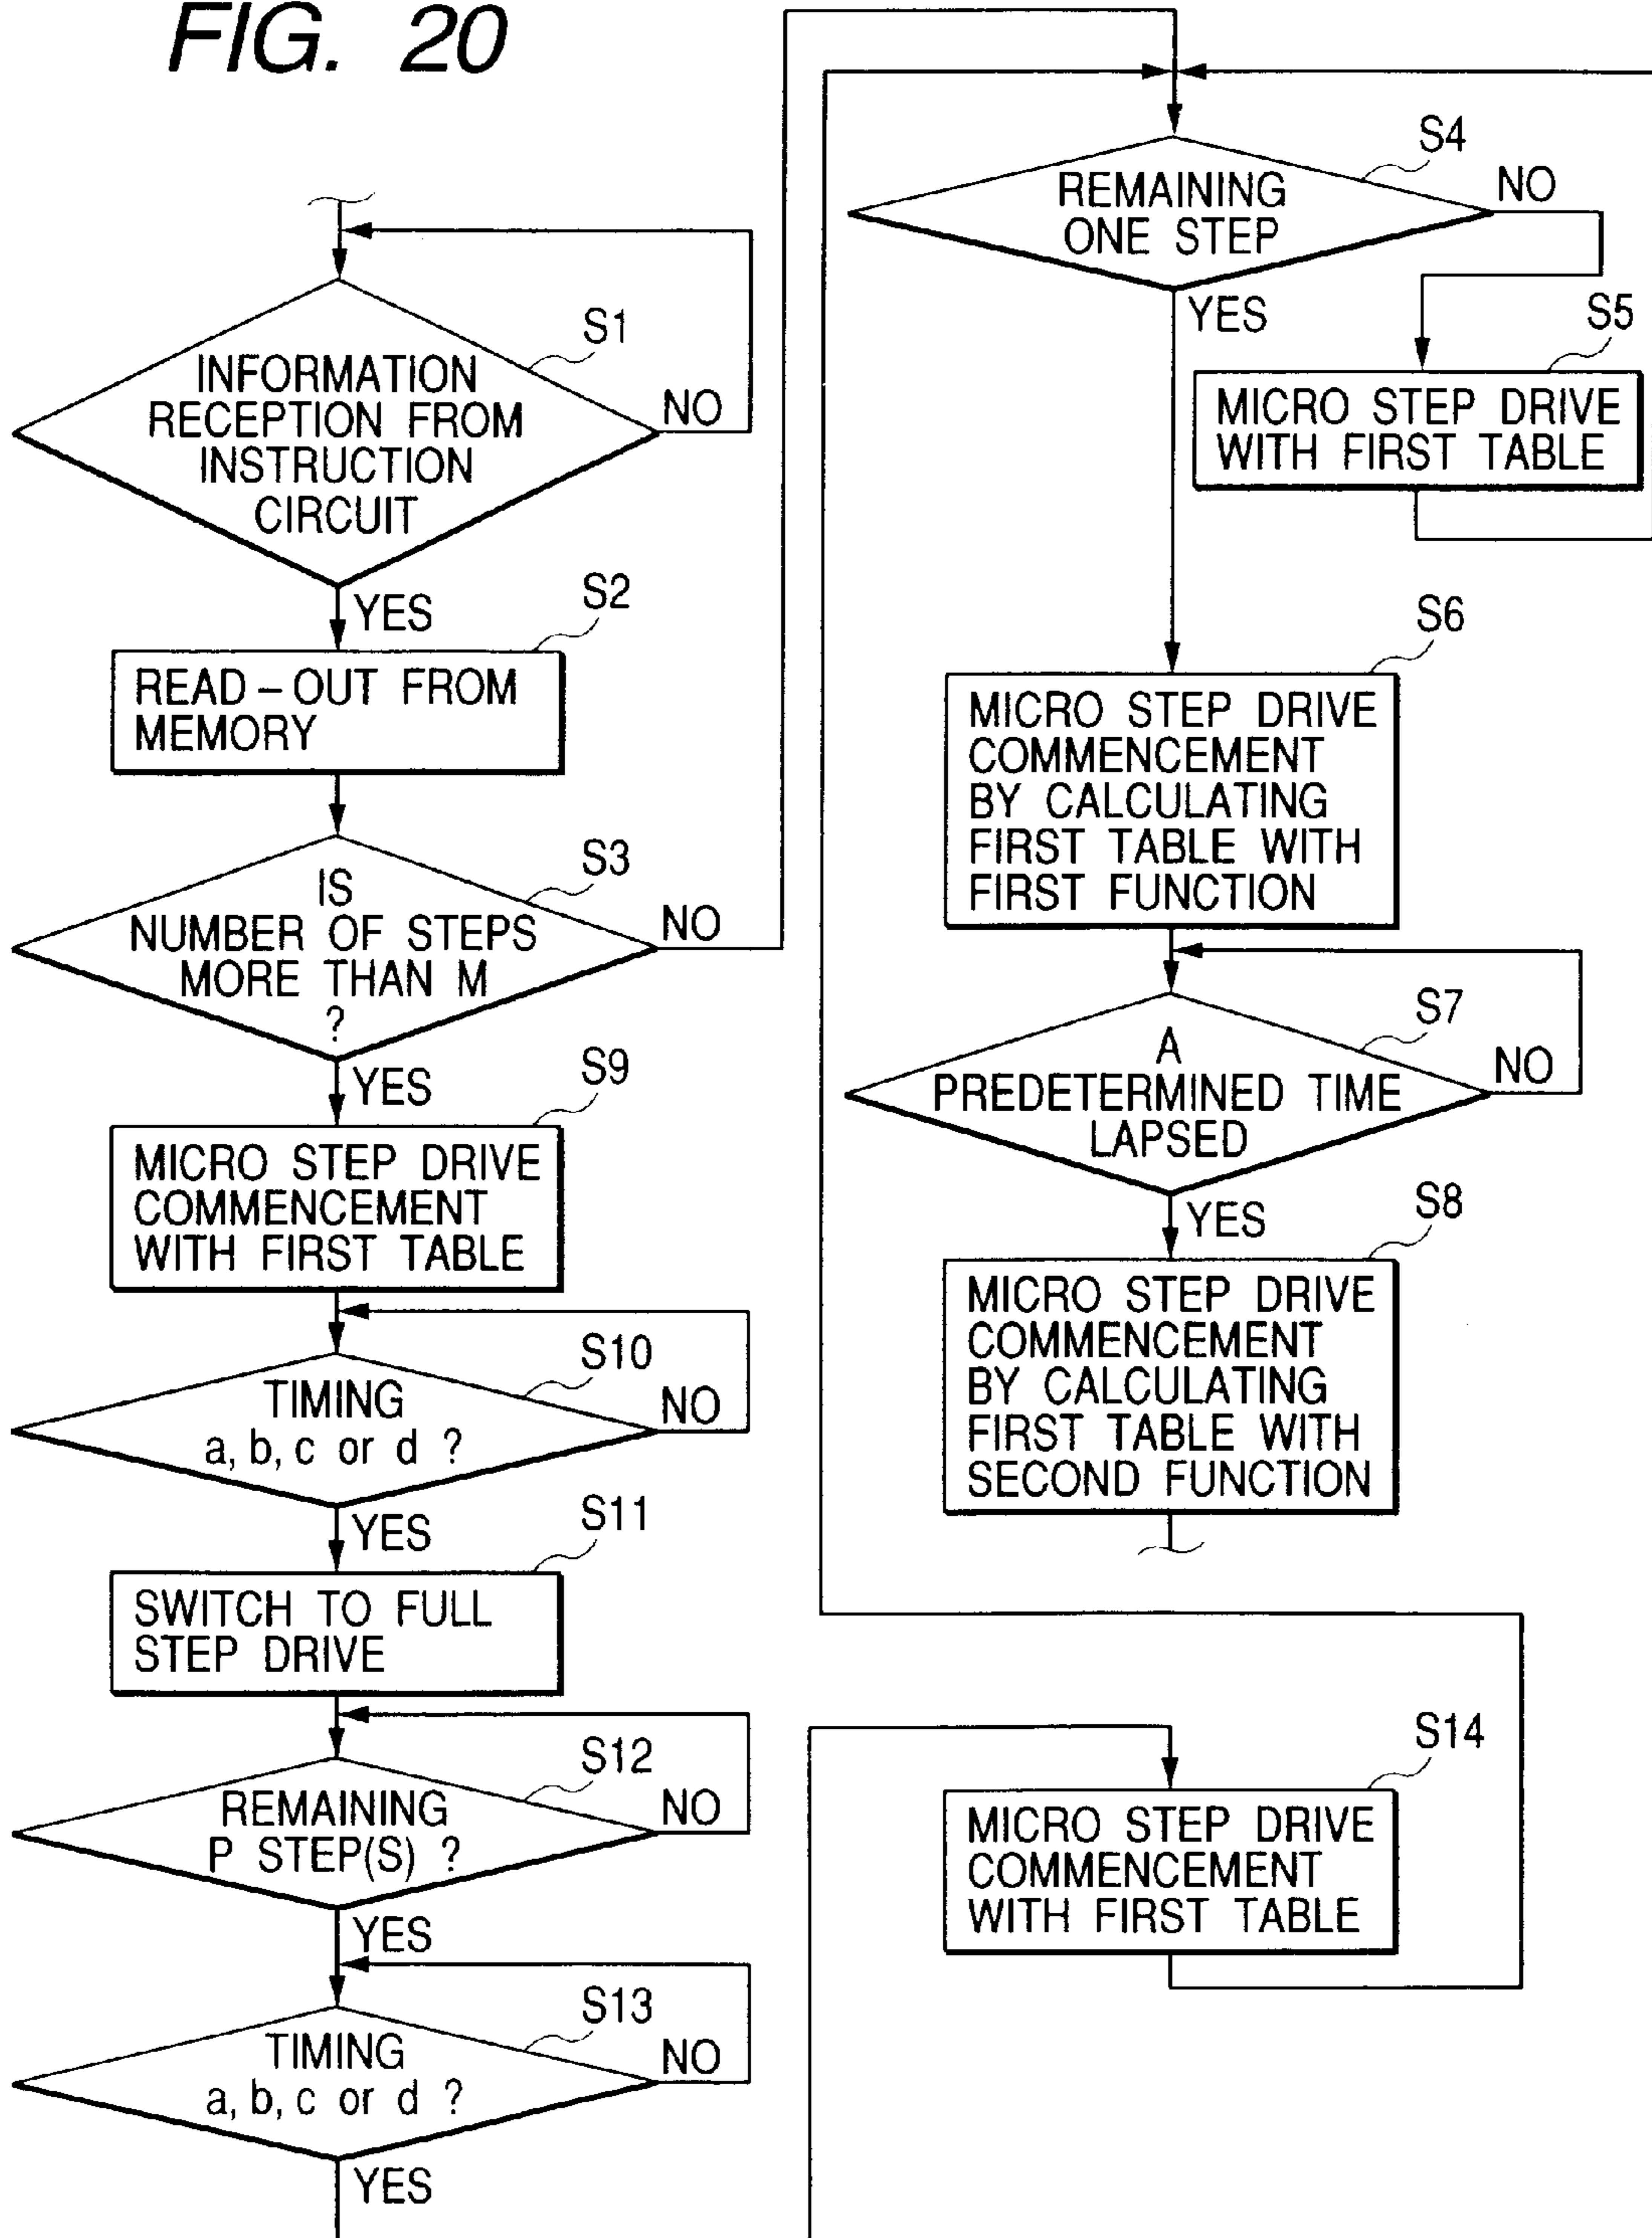 FIG. 20
S1
INFORMATION
RECEPTION FROM
INSTRUCTION
CIRCUIT
NO
YES
S2
READ-OUT FROM
MEMORY
S3
IS
NUMBER OF STEPS
MORE THAN M
?
NO
YES
S9
MICRO STEP DRIVE
COMMENCEMENT
WITH FIRST TABLE
S10
TIMING
a, b, c or d ?
NO
YES
S11
SWITCH TO FULL
STEP DRIVE
S12
REMAINING
P STEP(S) ?
NO
YES
S13
TIMING
a, b, c or d ?
NO
YES
S4
REMAINING
ONE STEP
NO
YES
S5
MICRO STEP DRIVE
WITH FIRST TABLE
S6
MICRO STEP DRIVE
COMMENCEMENT
BY CALCULATING
FIRST TABLE WITH
FIRST FUNCTION
S7
A
PREDETERMINED TIME
LAPSED
NO
YES
S8
MICRO STEP DRIVE
COMMENCEMENT
BY CALCULATING
FIRST TABLE WITH
SECOND FUNCTION
S14
MICRO STEP DRIVE
COMMENCEMENT
WITH FIRST TABLE